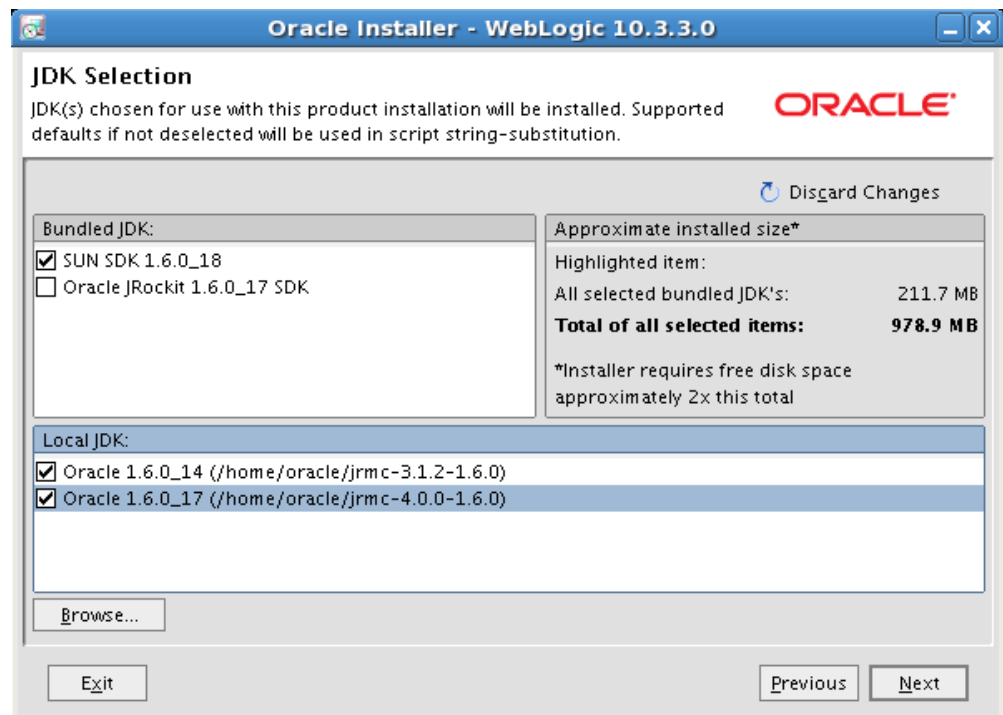 Oracle Installer - WebLogic 10.3.3.0
JDK Selection
JDK(s) chosen for use with this product installation will be installed. Supported
defaults if not deselected will be used in script string-substitution.
ORACLE
Discard Changes
Bundled JDK:
SUN SDK 1.6.0_18
Oracle JRockit 1.6.0_17 SDK
Approximate installed size*
Highlighted item:
All selected bundled JDK's: 211.7 MB
Total of all selected items: 978.9 MB
*Installer requires free disk space
approximately 2x this total
Local JDK:
Oracle 1.6.0_14 (/home/oracle/jrmc-3.1.2-1.6.0)
Oracle 1.6.0_17 (/home/oracle/jrmc-4.0.0-1.6.0)
Browse...
Exit
Previous
Next